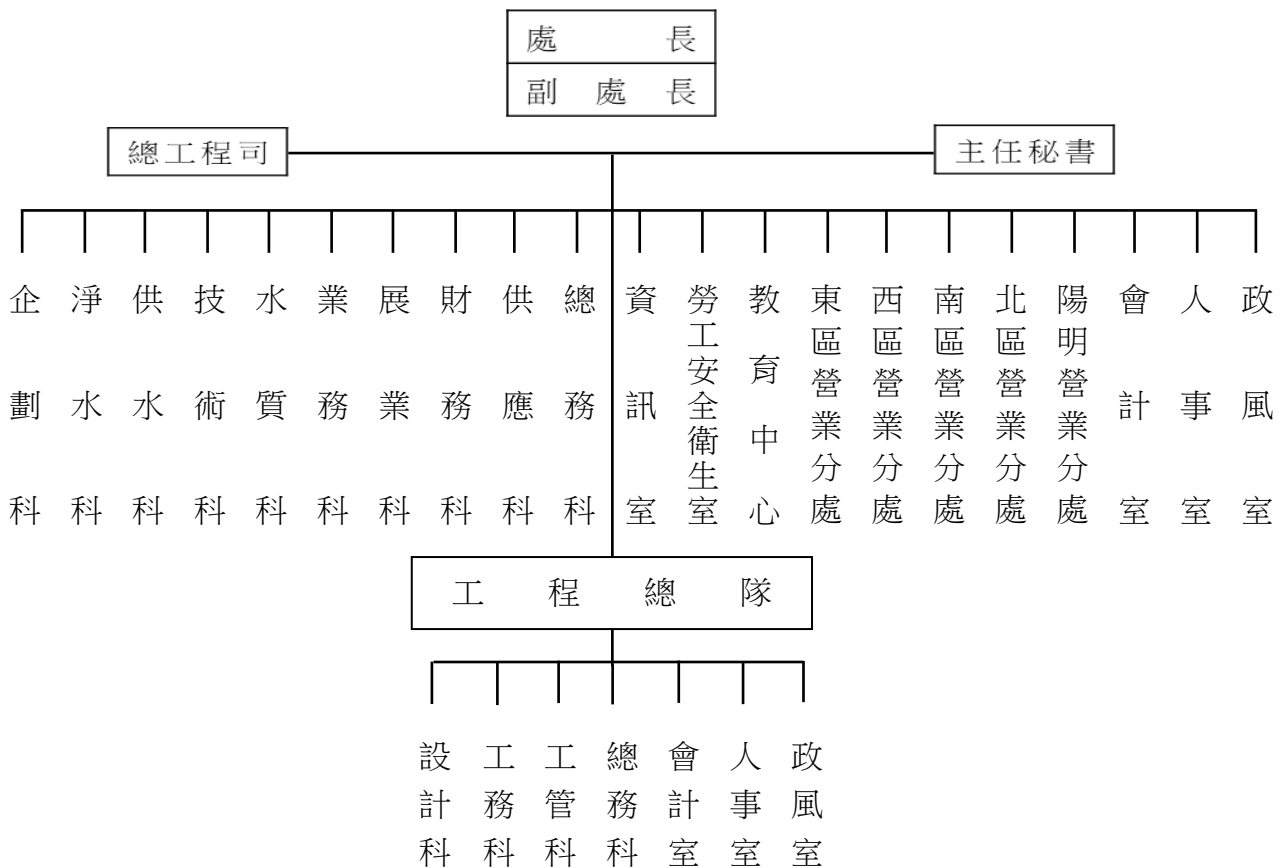 處長
副處長
總工程司
主任秘書
企劃科
淨水科
供水科
技術科
水質科
業務科
展業科
財務科
供應科
總務科
資訊室
勞工安全衛生室
教育中心
東區營業分處
西區營業分處
南區營業分處
北區營業分處
陽明營業分處
會計室
人事室
政風室
工程總隊
設計科
工務科
工管科
總務科
會計室
人事室
政風室